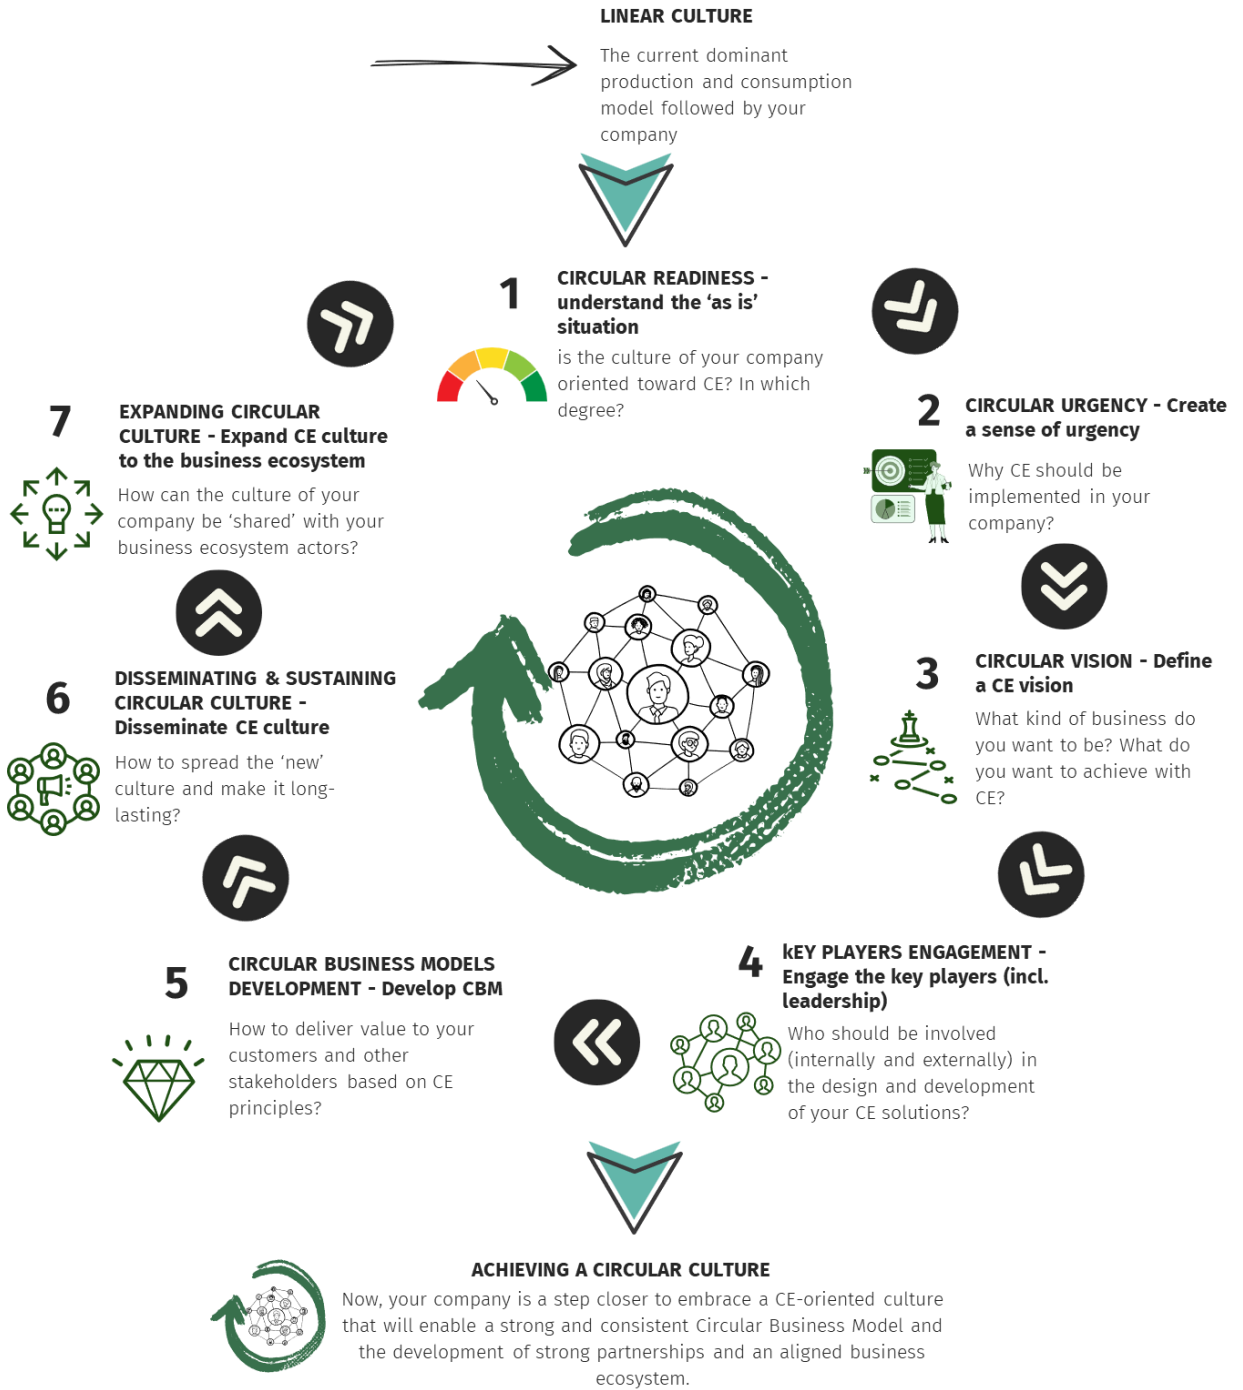 LINEAR CULTURE
The current dominant
production and consumption
model followed by your
company
1
CIRCULAR READINESS -
understand the ‘as is’
situation
is the culture of your company
oriented toward CE? In which
degree?
2
CIRCULAR URGENCY - Create
a sense of urgency
Why CE should be
implemented in your
company?
3
CIRCULAR VISION - Define
a CE vision
What kind of business do
you want to be? What do
you want to achieve with
CE?
4
kEY PLAYERS ENGAGEMENT -
Engage the key players (incl.
leadership)
Who should be involved
(internally and externally) in
the design and development
of your CE solutions?
5
CIRCULAR BUSINESS MODELS
DEVELOPMENT - Develop CBM
How to deliver value to your
customers and other
stakeholders based on CE
principles?
6
DISSEMINATING & SUSTAINING
CIRCULAR CULTURE -
Disseminate CE culture
How to spread the ‘new’
culture and make it long-
lasting?
7
EXPANDING CIRCULAR
CULTURE - Expand CE culture
to the business ecosystem
How can the culture of your
company be ‘shared’ with your
business ecosystem actors?
ACHIEVING A CIRCULAR CULTURE
Now, your company is a step closer to embrace a CE-oriented culture
that will enable a strong and consistent Circular Business Model and
the development of strong partnerships and an aligned business
ecosystem.